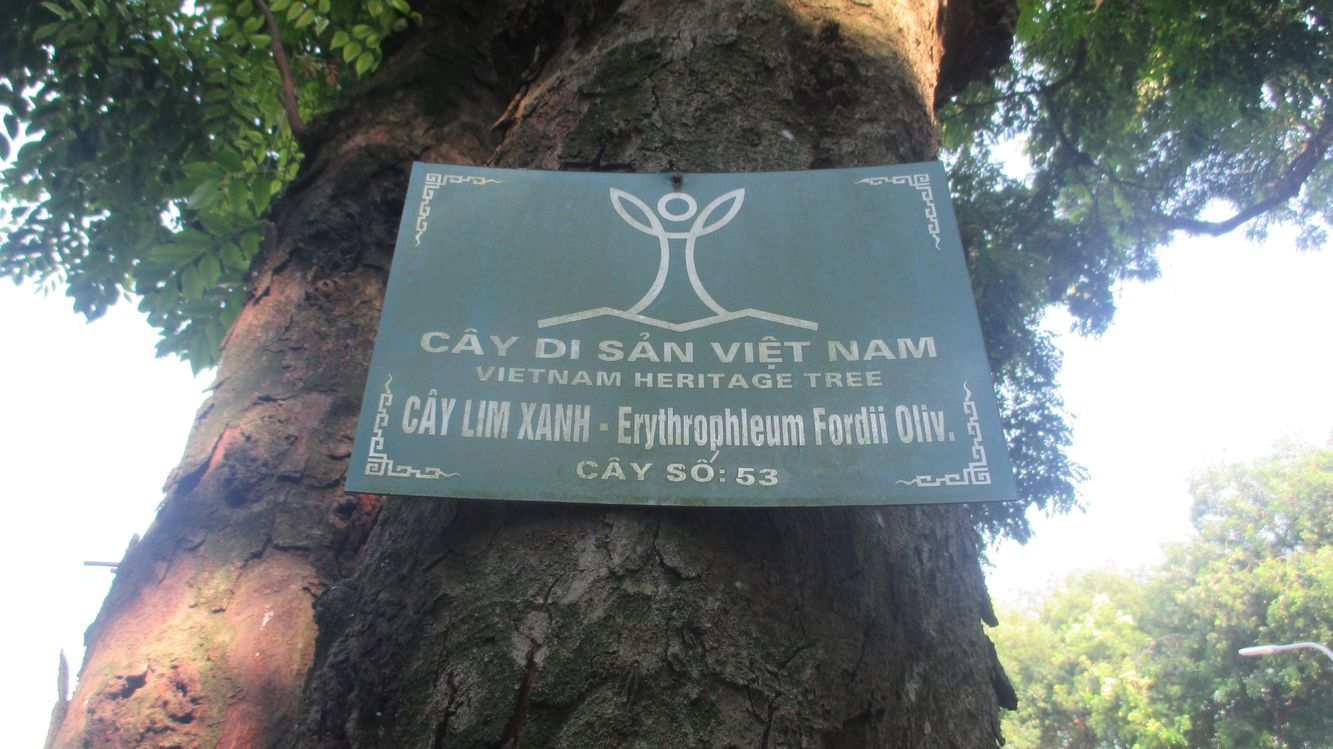 CÂY DI SẢN VIỆT NAM
VIETNAM HERITAGE TREE
CÂY LIM XANH - Erythrophleum Fordii Oliv.
CÂY SỐ: 53